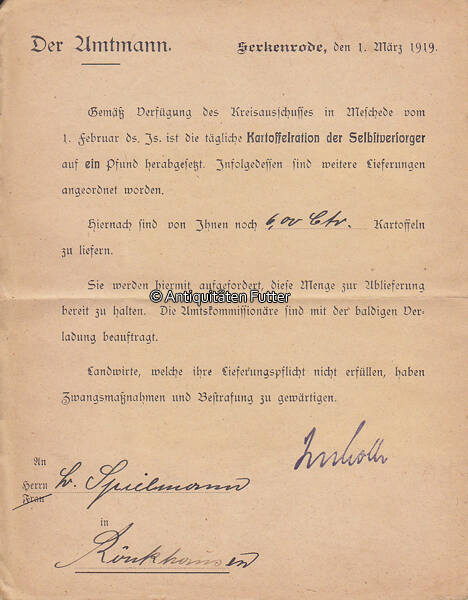 Der Amtmann.
Serkenrode, den 1. März 1919.
Gemäß Verfügung des Kreisausschusses in Meschede vom
1. Februar ds. Js. ist die tägliche Kartoffelration der Selbstversorger
auf ein Pfund herabgesetzt. Infolgedessen sind weitere Lieferungen
angeordnet worden.
Hiernach sind von Ihnen noch 6,00 Ctr. Kartoffeln
zu liefern.
Sie werden hiermit aufgefordert, diese Menge zur Ablieferung
© Antiquitäten Futter
bereit zu halten. Die Amtskommissionäre sind mit der baldigen Ver-
ladung beauftragt.
Landwirte, welche ihre Lieferungspflicht nicht erfüllen, haben
Zwangsmaßnahmen und Bestrafung zu gewärtigen.
An
Herrn
Frau
Spielmann
in
Rönkhausen